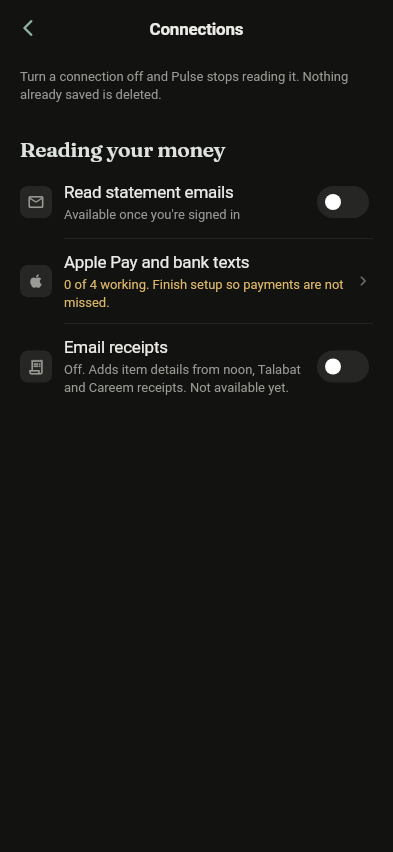 Connections
Turn a connection off and Pulse stops reading it. Nothing
already saved is deleted.
Reading your money
Read statement emails
Available once you're signed in
Apple Pay and bank texts
0 of 4 working. Finish setup so payments are not
missed.
Email receipts
Off. Adds item details from noon, Talabat
and Careem receipts. Not available yet.